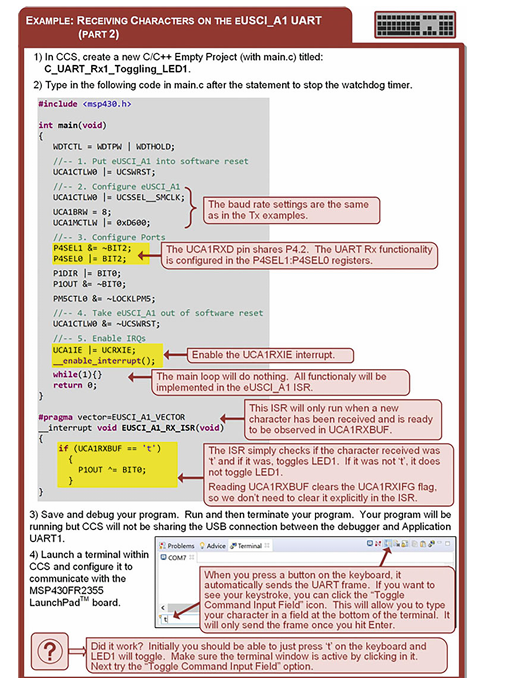 EXAMPLE: RECEIVING CHARACTERS ON THE EUSCI_A1 UART
(PART 2)
1) In CCS, create a new C/C++ Empty Project (with main.c) titled:
C_UART_Rx1_Toggling_LED1.
2) Type in the following code in main.c after the statement to stop the watchdog timer.
#include <msp430.h>
int main(void)
{
WDTCTL = WDTPW | WDTHOLD;
//-- 1. Put eUSCI_A1 into software reset
UCA1CTLW0 |= UCSWRST;
//-- 2. Configure eUSCI_A1
UCA1CTLW0 |= UCSSEL__SMCLK;
UCA1BRW = 8;
UCA1MCTLW |= 0xD600;
The baud rate settings are the same
as in the Tx examples.
//-- 3. Configure Ports
P4SEL1 &= ~BIT2;
P4SEL0 |= BIT2;
The UCA1RXD pin shares P4.2. The UART Rx functionality
is configured in the P4SEL1:P4SEL0 registers.
P1DIR |= BIT0;
P1OUT &= ~BIT0;
PM5CTL0 &= ~LOCKLPM5;
//-- 4. Take eUSCI_A1 out of software reset
UCA1CTLW0 &= ~UCSWRST;
//-- 5. Enable IRQs
UCA1IE |= UCRXIE;
__enable_interrupt();
Enable the UCA1RXIE interrupt.
while(1){}
return 0;
}
The main loop will do nothing. All functionaly will be
implemented in the eUSCI_A1 ISR.
#pragma vector=EUSCI_A1_VECTOR
__interrupt void EUSCI_A1_RX_ISR(void)
{
This ISR will only run when a new
character has been received and is ready
to be observed in UCA1RXBUF.
if (UCA1RXBUF == 't')
{
P1OUT ^= BIT0;
}
}
The ISR simply checks if the character received was
't' and if it was, toggles LED1. If it was not 't', it does
not toggle LED1.
Reading UCA1RXBUF clears the UCA1RXIFG flag,
so we don't need to clear it explicitly in the ISR.
3) Save and debug your program. Run and then terminate your program. Your program will be
running but CCS will not be sharing the USB connection between the debugger and Application
UART1.
4) Launch a terminal within
CCS and configure it to
communicate with the
MSP430FR2355
LaunchPad™ board.
Problems Advice Terminal
COM7
t
When you press a button on the keyboard, it
automatically sends the UART frame. If you want to
see your keystroke, you can click the "Toggle
Command Input Field" icon. This will allow you to type
your character in a field at the bottom of the terminal. It
will only send the frame once you hit Enter.
?
Did it work? Initially you should be able to just press 't' on the keyboard and
LED1 will toggle. Make sure the terminal window is active by clicking in it.
Next try the "Toggle Command Input Field" option.